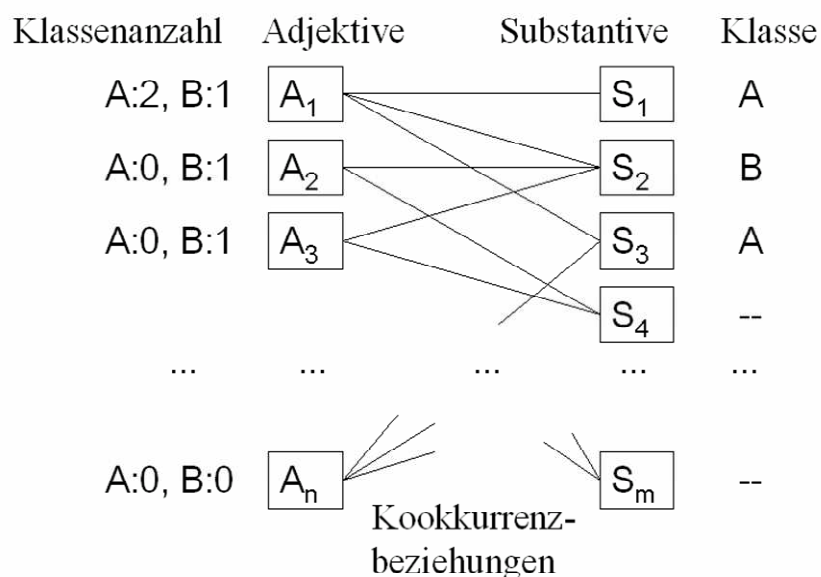 Klassenanzahl Adjektive Substantive Klasse
A:2, B:1 A₁ S₁ A
A:0, B:1 A₂ S₂ B
A:0, B:1 A₃ S₃ A
S₄ --
... ... ... ... ...
A:0, B:0 Aₙ Sₘ --
Kookkurrenz-
beziehungen